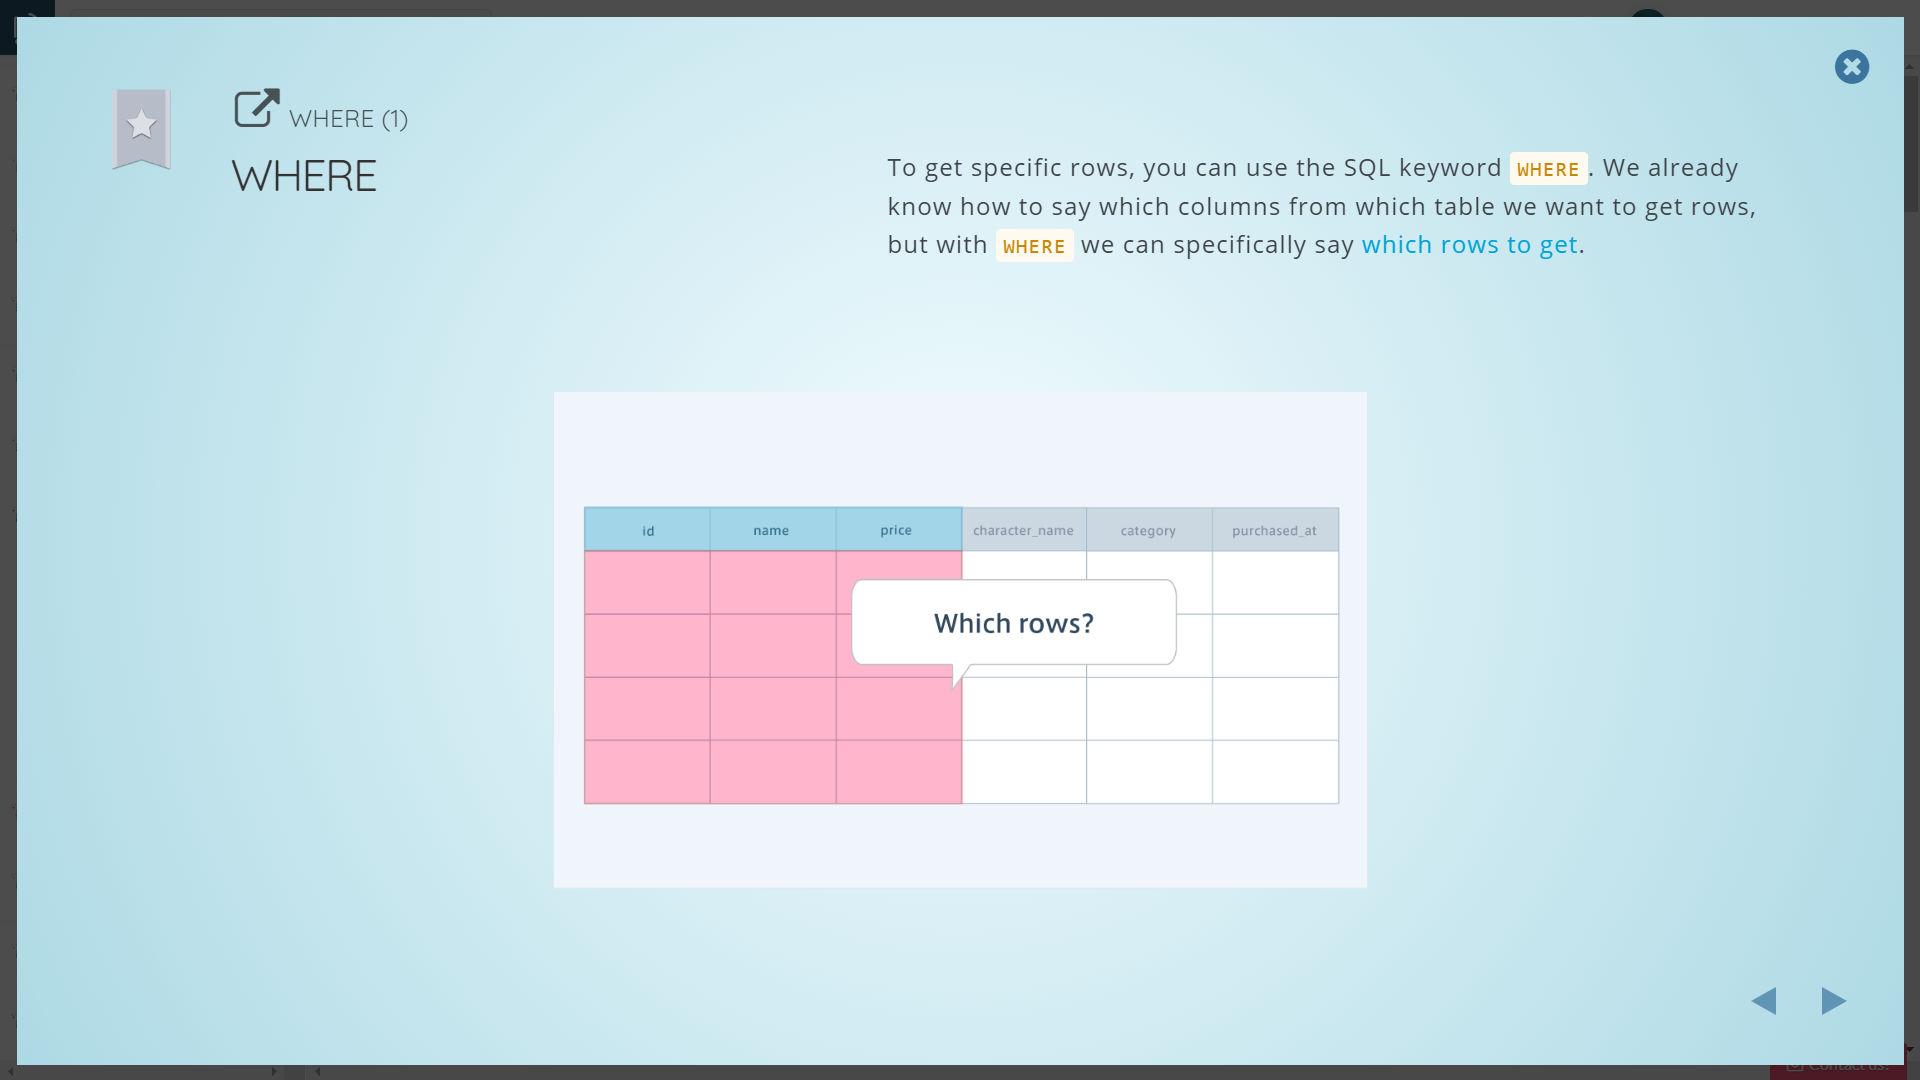 WHERE (1)
WHERE
To get specific rows, you can use the SQL keyword WHERE. We already
know how to say which columns from which table we want to get rows,
but with WHERE we can specifically say which rows to get.
id name price character_name category purchased_at
Which rows?
Contact us!